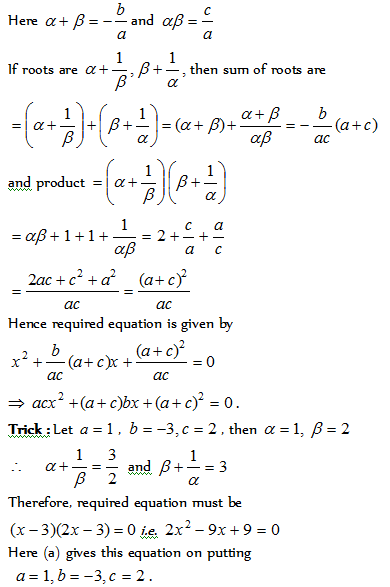 Here α + β = −b/a and αβ = c/a
If roots are α + 1/β, β + 1/α, then sum of roots are
= (α + 1/β) + (β + 1/α) = (α + β) + (α + β)/(αβ) = −b/(ac) (a + c)
and product = (α + 1/β)(β + 1/α)
= αβ + 1 + 1 + 1/(αβ) = 2 + c/a + a/c
= (2ac + c² + a²)/(ac) = (a + c)²/(ac)
Hence required equation is given by
x² + b/(ac) (a + c)x + (a + c)²/(ac) = 0
⇒ acx² + (a + c)bx + (a + c)² = 0 .
Trick : Let a = 1 , b = −3, c = 2 , then α = 1, β = 2
∴ α + 1/β = 3/2 and β + 1/α = 3
Therefore, required equation must be
(x − 3)(2x − 3) = 0 i.e. 2x² − 9x + 9 = 0
Here (a) gives this equation on putting
a = 1, b = −3, c = 2 .